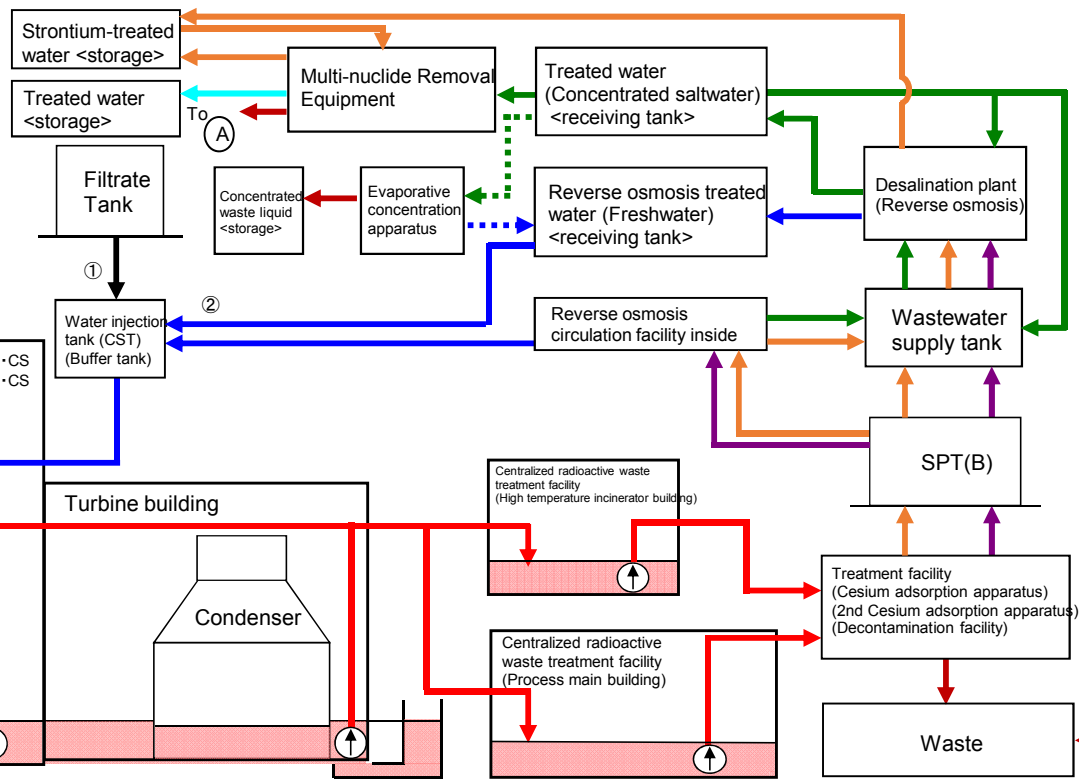 Strontium-treated
water <storage>
Treated water
<storage>
To
A
Multi-nuclide Removal
Equipment
Treated water
(Concentrated saltwater)
<receiving tank>
Filtrate
Tank
Concentrated
waste liquid
<storage>
Evaporative
concentration
apparatus
Reverse osmosis treated
water (Freshwater)
<receiving tank>
Desalination plant
(Reverse osmosis)
①
②
Water injection
tank (CST)
(Buffer tank)
Reverse osmosis
circulation facility inside
Wastewater
supply tank
・CS
・CS
SPT(B)
Turbine building
Condenser
Centralized radioactive waste
treatment facility
(High temperature incinerator building)
Centralized radioactive
waste treatment facility
(Process main building)
Treatment facility
(Cesium adsorption apparatus)
(2nd Cesium adsorption apparatus)
(Decontamination facility)
Waste